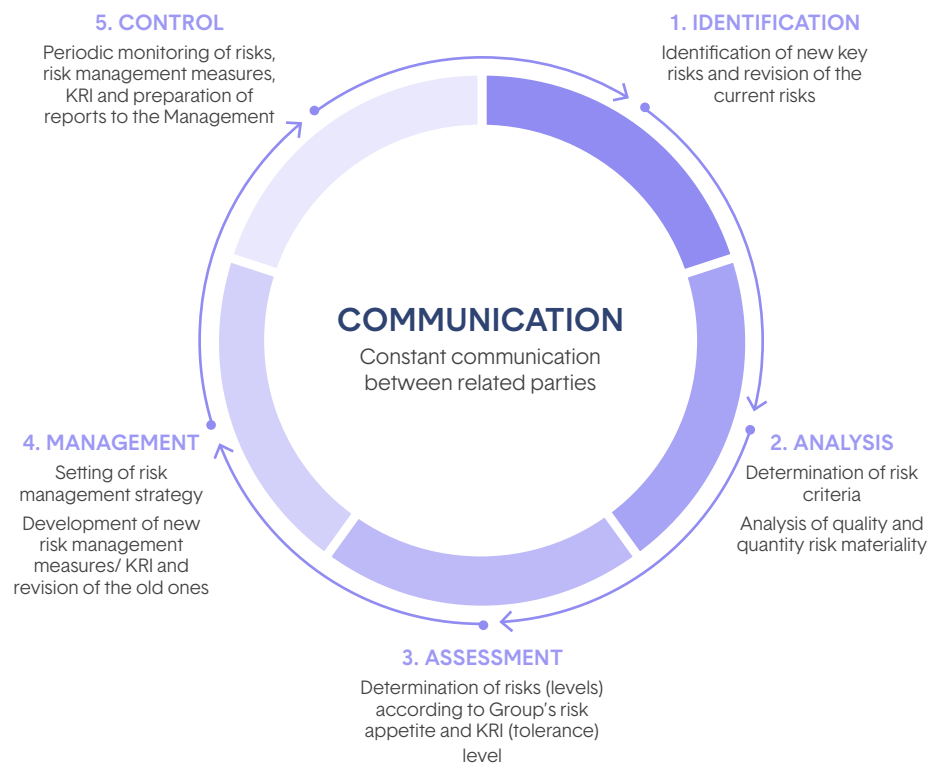 5. CONTROL
Periodic monitoring of risks,
risk management measures,
KRI and preparation of
reports to the Management
1. IDENTIFICATION
Identification of new key
risks and revision of the
current risks
COMMUNICATION
Constant communication
between related parties
4. MANAGEMENT
Setting of risk
management strategy
Development of new
risk management
measures/ KRI and
revision of the old ones
2. ANALYSIS
Determination of risk
criteria
Analysis of quality and
quantity risk materiality
3. ASSESSMENT
Determination of risks (levels)
according to Group's risk
appetite and KRI (tolerance)
level